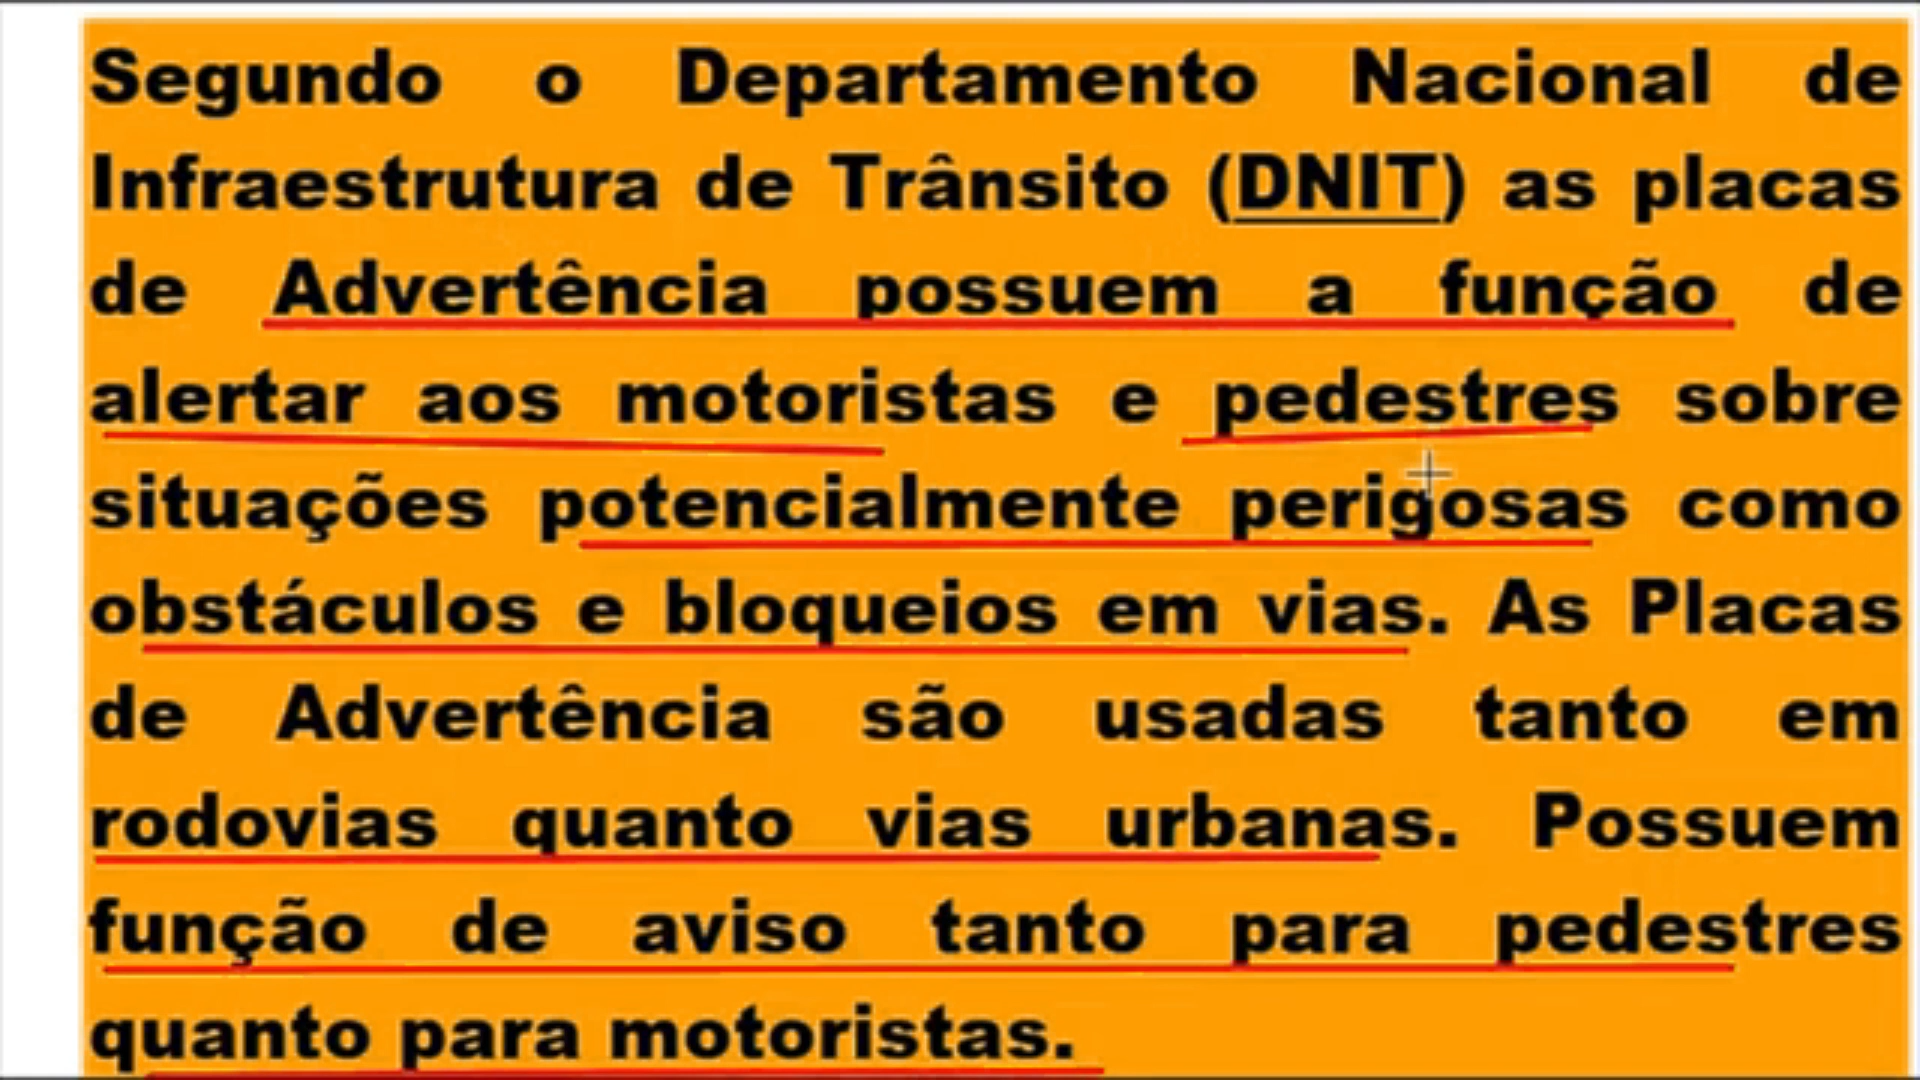 Segundo o Departamento Nacional de
Infraestrutura de Trânsito (DNIT) as placas
de Advertência possuem a função de
alertar aos motoristas e pedestres sobre
situações potencialmente perigosas como
obstáculos e bloqueios em vias. As Placas
de Advertência são usadas tanto em
rodovias quanto vias urbanas. Possuem
função de aviso tanto para pedestres
quanto para motoristas.